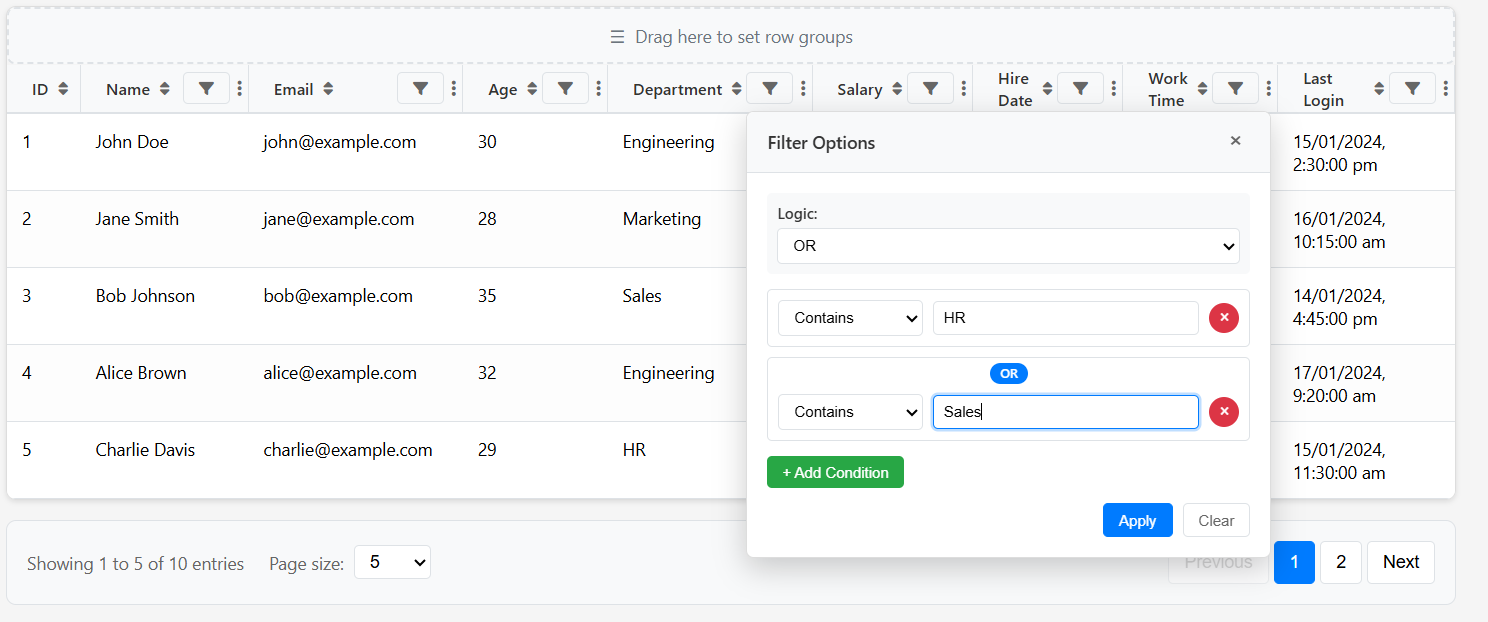 ☰ Drag here to set row groups
ID Name Email Age Department Salary Hire Date Work Time Last Login
Filter Options ×
Logic:
OR
Contains HR ×
OR
Contains Sales ×
+ Add Condition
Apply Clear
1 John Doe john@example.com 30 Engineering 15/01/2024, 2:30:00 pm
2 Jane Smith jane@example.com 28 Marketing 16/01/2024, 10:15:00 am
3 Bob Johnson bob@example.com 35 Sales 14/01/2024, 4:45:00 pm
4 Alice Brown alice@example.com 32 Engineering 17/01/2024, 9:20:00 am
5 Charlie Davis charlie@example.com 29 HR 15/01/2024, 11:30:00 am
Showing 1 to 5 of 10 entries Page size: 5 Previous 1 2 Next